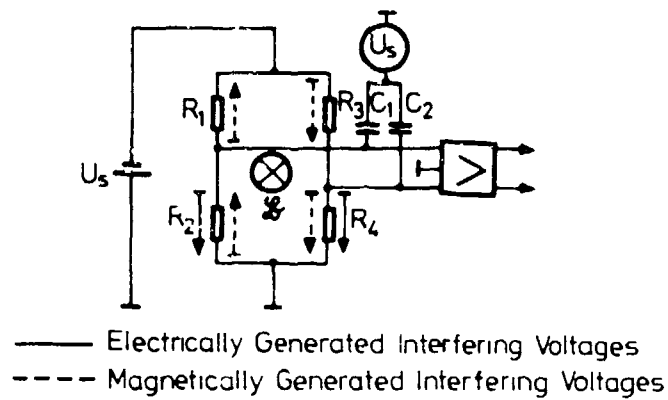 U_s
R_1
R_3
C_1
C_2
U_s
>
R_2
R_4
Electrically Generated Interfering Voltages
Magnetically Generated Interfering Voltages